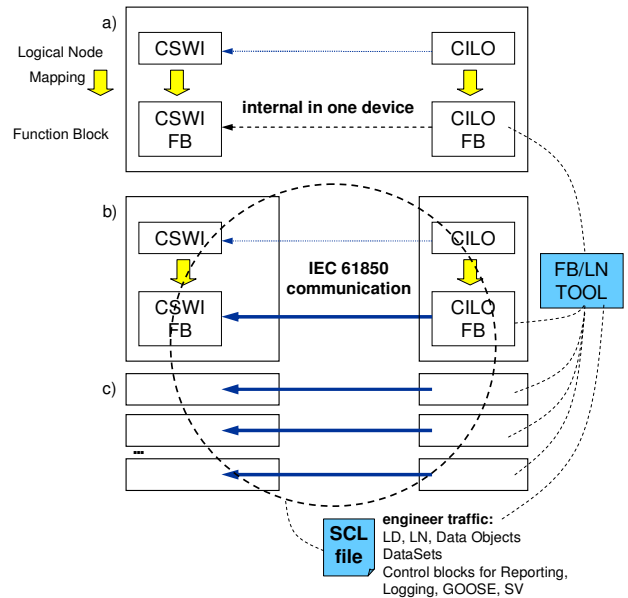 a)
Logical Node
CSWI
CILO
Mapping
internal in one device
Function Block
CSWI
FB
CILO
FB
b)
CSWI
CILO
FB/LN
TOOL
IEC 61850
communication
CSWI
FB
CILO
FB
c)
...
SCL
file
engineer traffic:
LD, LN, Data Objects
DataSets
Control blocks for Reporting,
Logging, GOOSE, SV